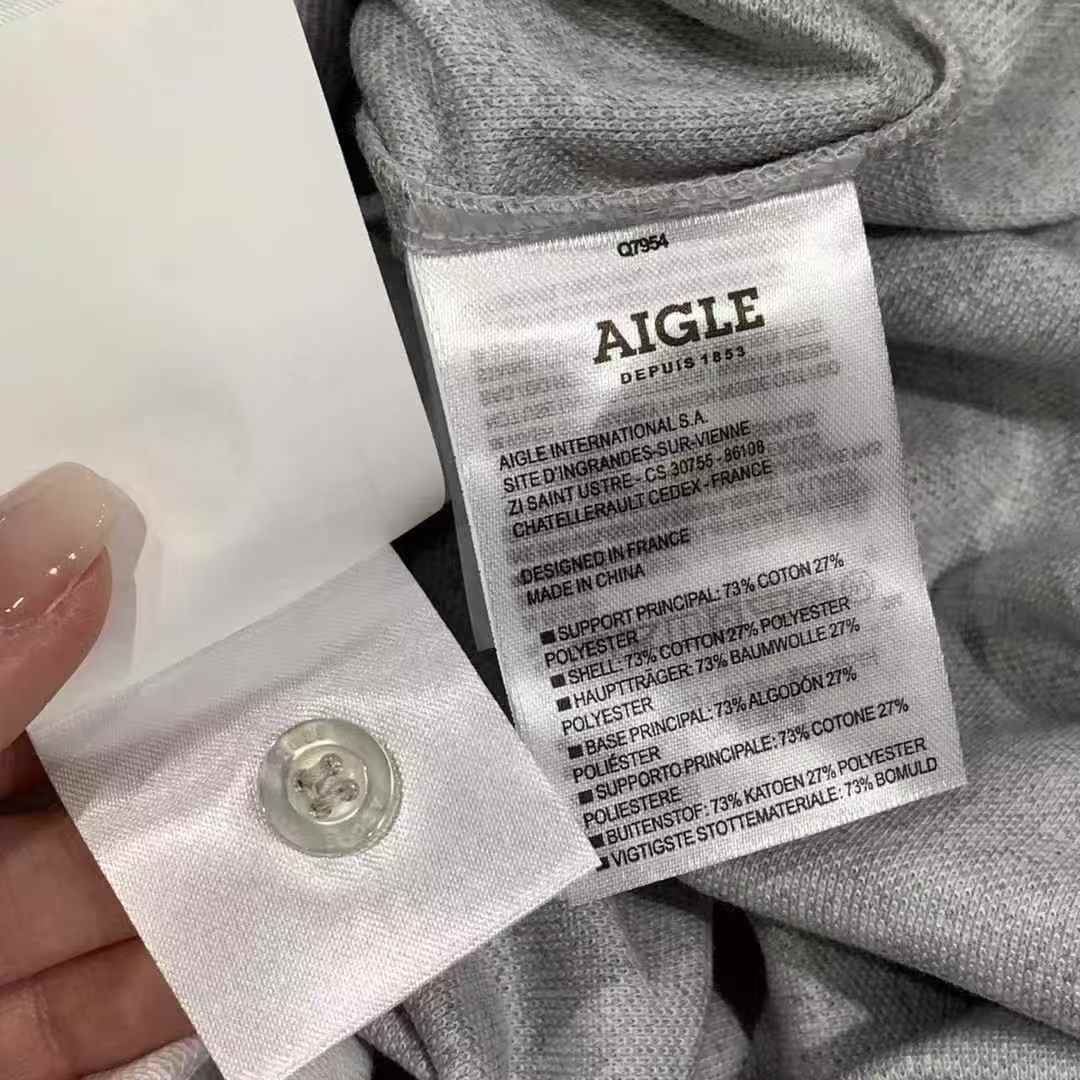 Q7954
AIGLE
DEPUIS 1853
AIGLE INTERNATIONAL S.A.
SITE D'INGRANDES-SUR-VIENNE
ZI SAINT USTRE - CS 30755 - 86108
CHATELLERAULT CEDEX - FRANCE
DESIGNED IN FRANCE
MADE IN CHINA
■ SUPPORT PRINCIPAL: 73% COTON 27%
POLYESTER
■ SHELL: 73% COTTON 27% POLYESTER
■ HAUPTTRÄGER: 73% BAUMWOLLE 27%
POLYESTER
■ BASE PRINCIPAL: 73% ALGODÓN 27%
POLIÉSTER
■ SUPPORTO PRINCIPALE: 73% COTONE 27%
POLIESTERE
■ BUITENSTOF: 73% KATOEN 27% POLYESTER
■ VIGTIGSTE STOTTEMATERIALE: 73% BOMULD